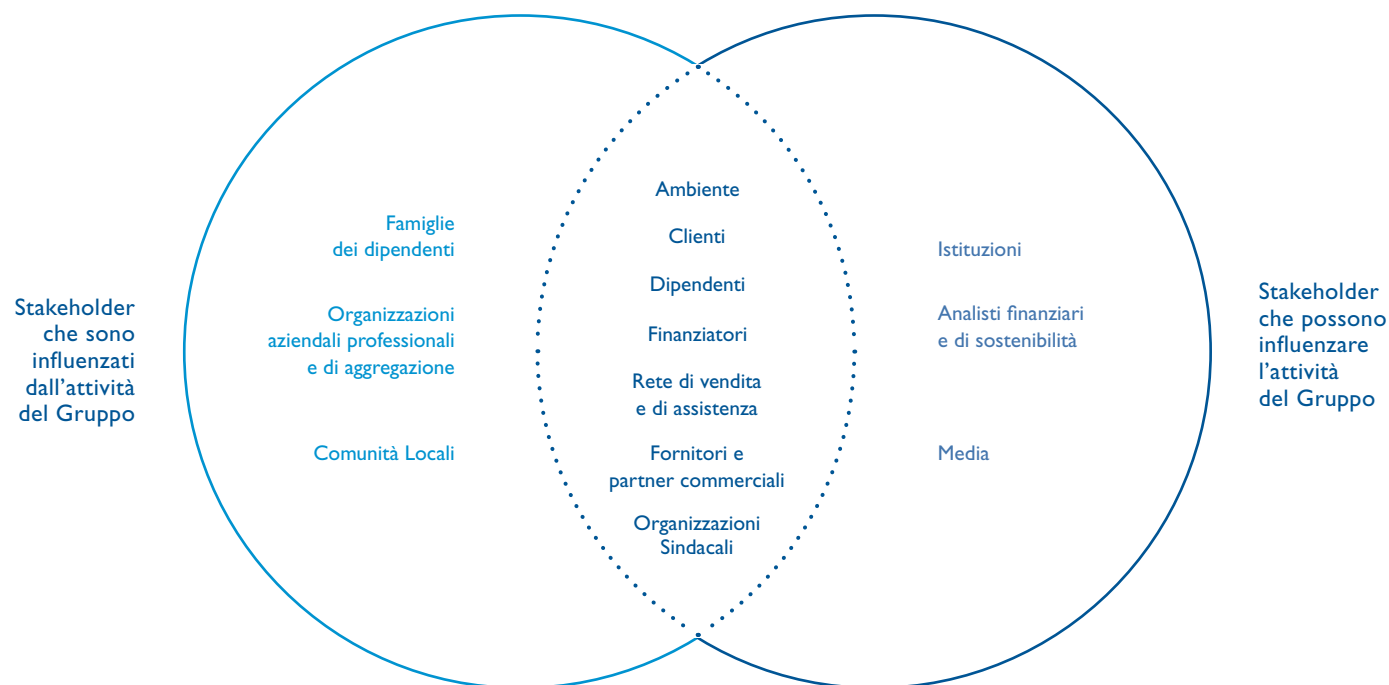 Stakeholder
che sono
influenzati
dall'attività
del Gruppo
Famiglie
dei dipendenti
Organizzazioni
aziendali professionali
e di aggregazione
Comunità Locali
Ambiente
Clienti
Dipendenti
Finanziatori
Rete di vendita
e di assistenza
Fornitori e
partner commerciali
Organizzazioni
Sindacali
Istituzioni
Analisti finanziari
e di sostenibilità
Media
Stakeholder
che possono
influenzare
l'attività
del Gruppo